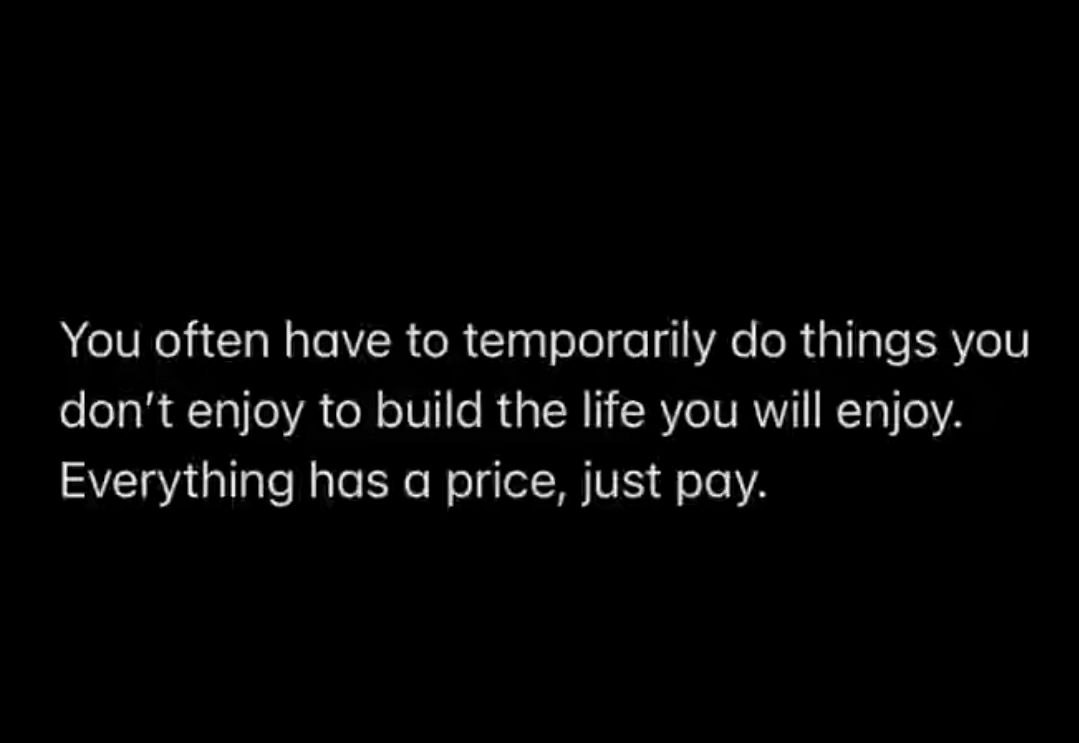 You often have to temporarily do things you
don't enjoy to build the life you will enjoy.
Everything has a price, just pay.